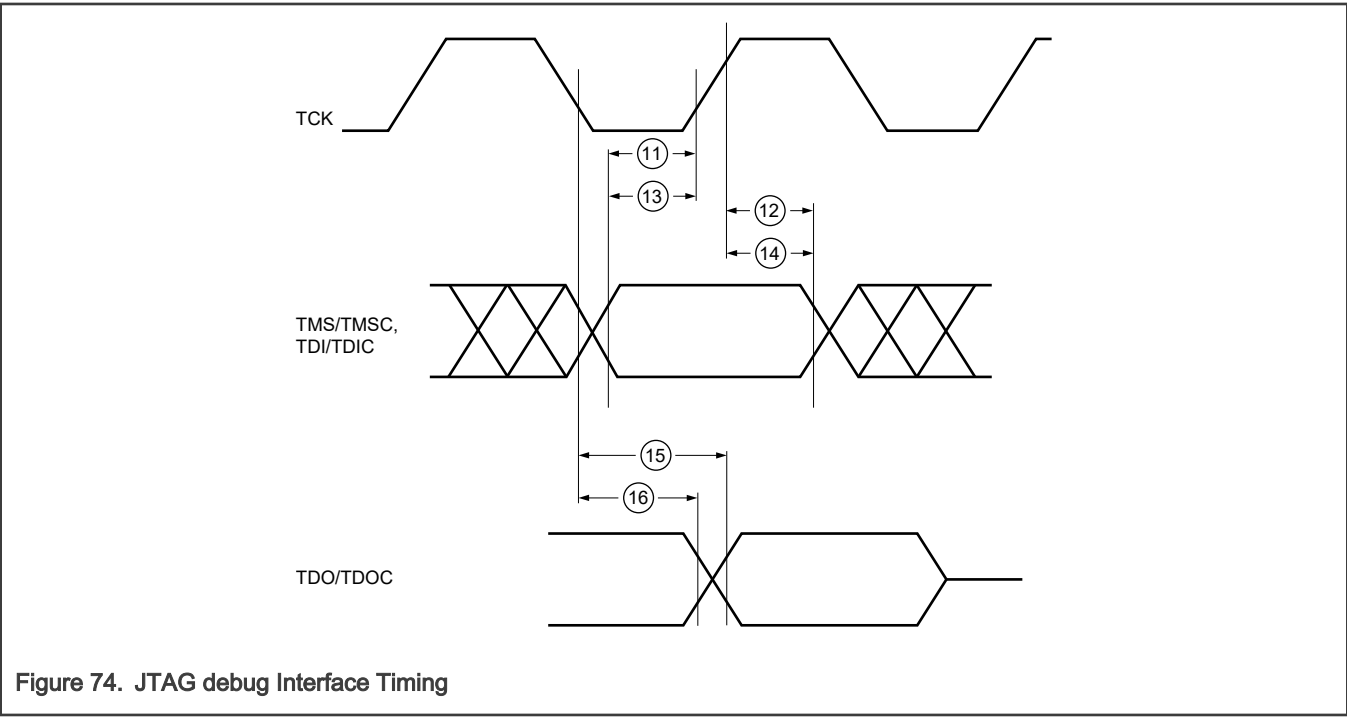 TCK
11
13
12
14
TMS/TMSC,
TDI/TDIC
15
16
TDO/TDOC
Figure 74. JTAG debug Interface Timing